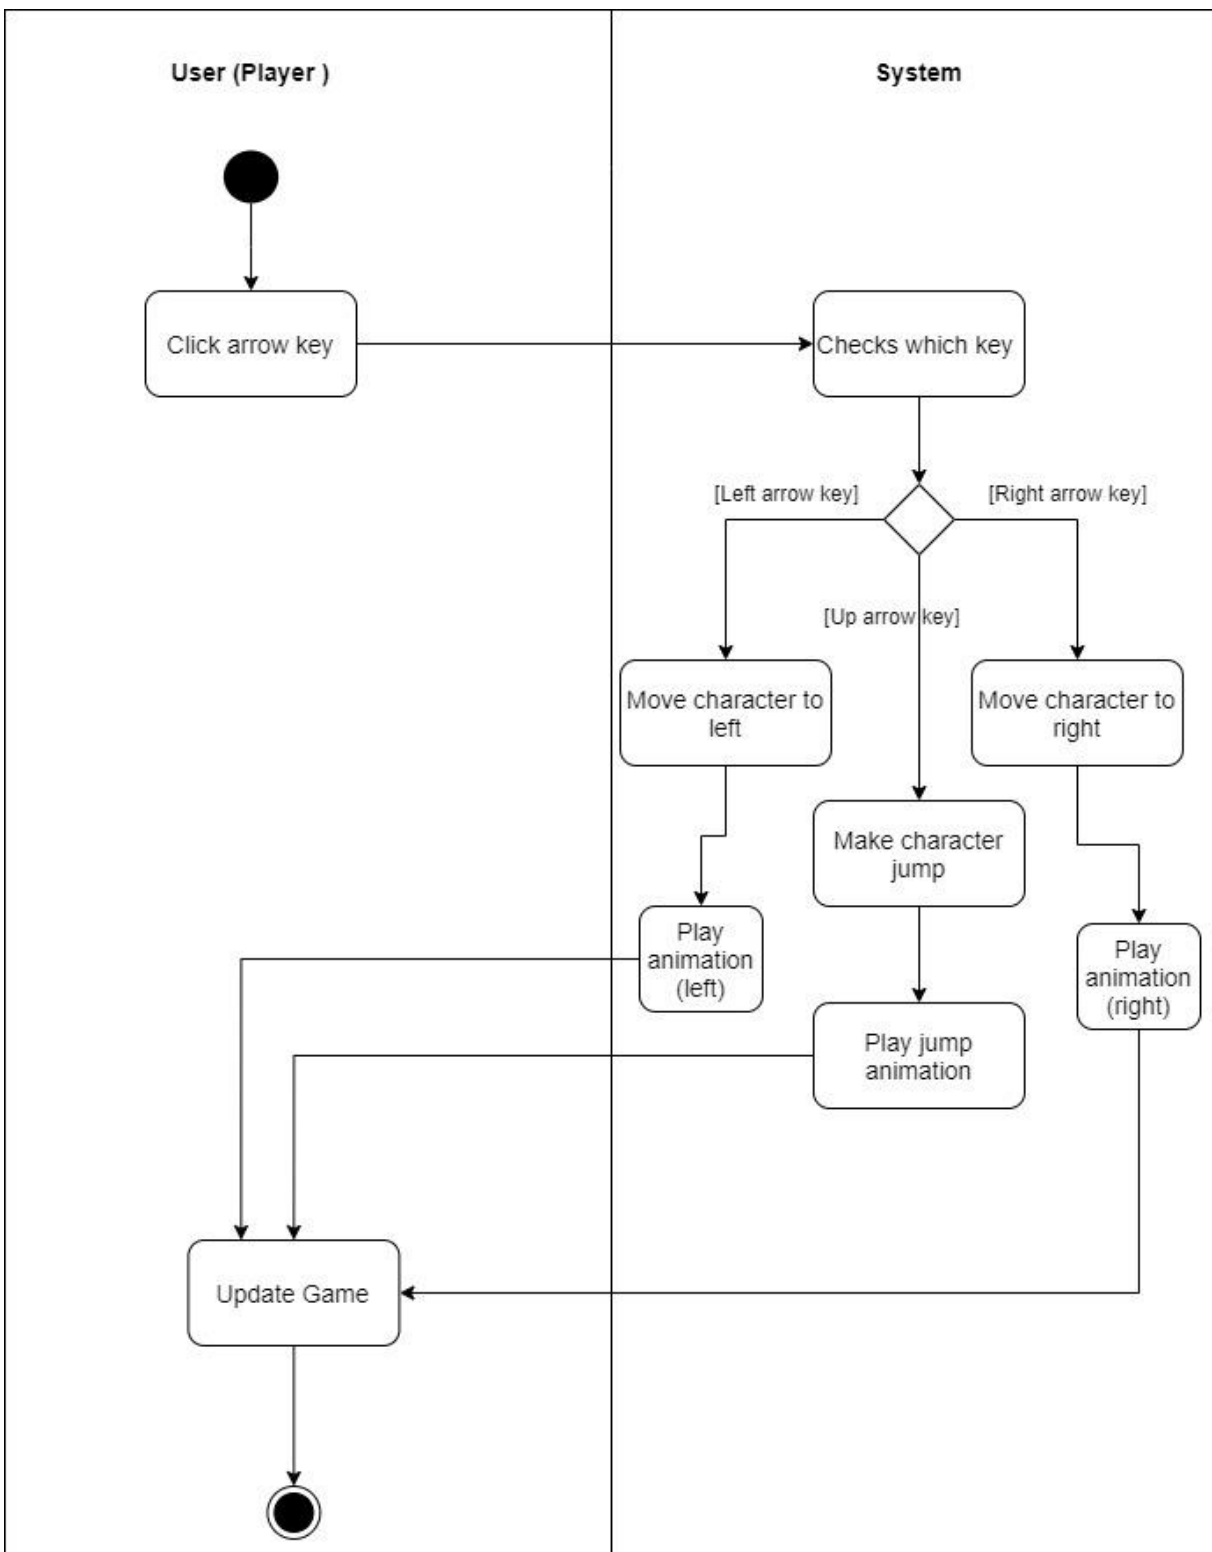 User (Player )
System
Click arrow key
Checks which key
[Left arrow key]
[Right arrow key]
[Up arrow key]
Move character to
left
Move character to
right
Make character
jump
Play
animation
(left)
Play
animation
(right)
Play jump
animation
Update Game